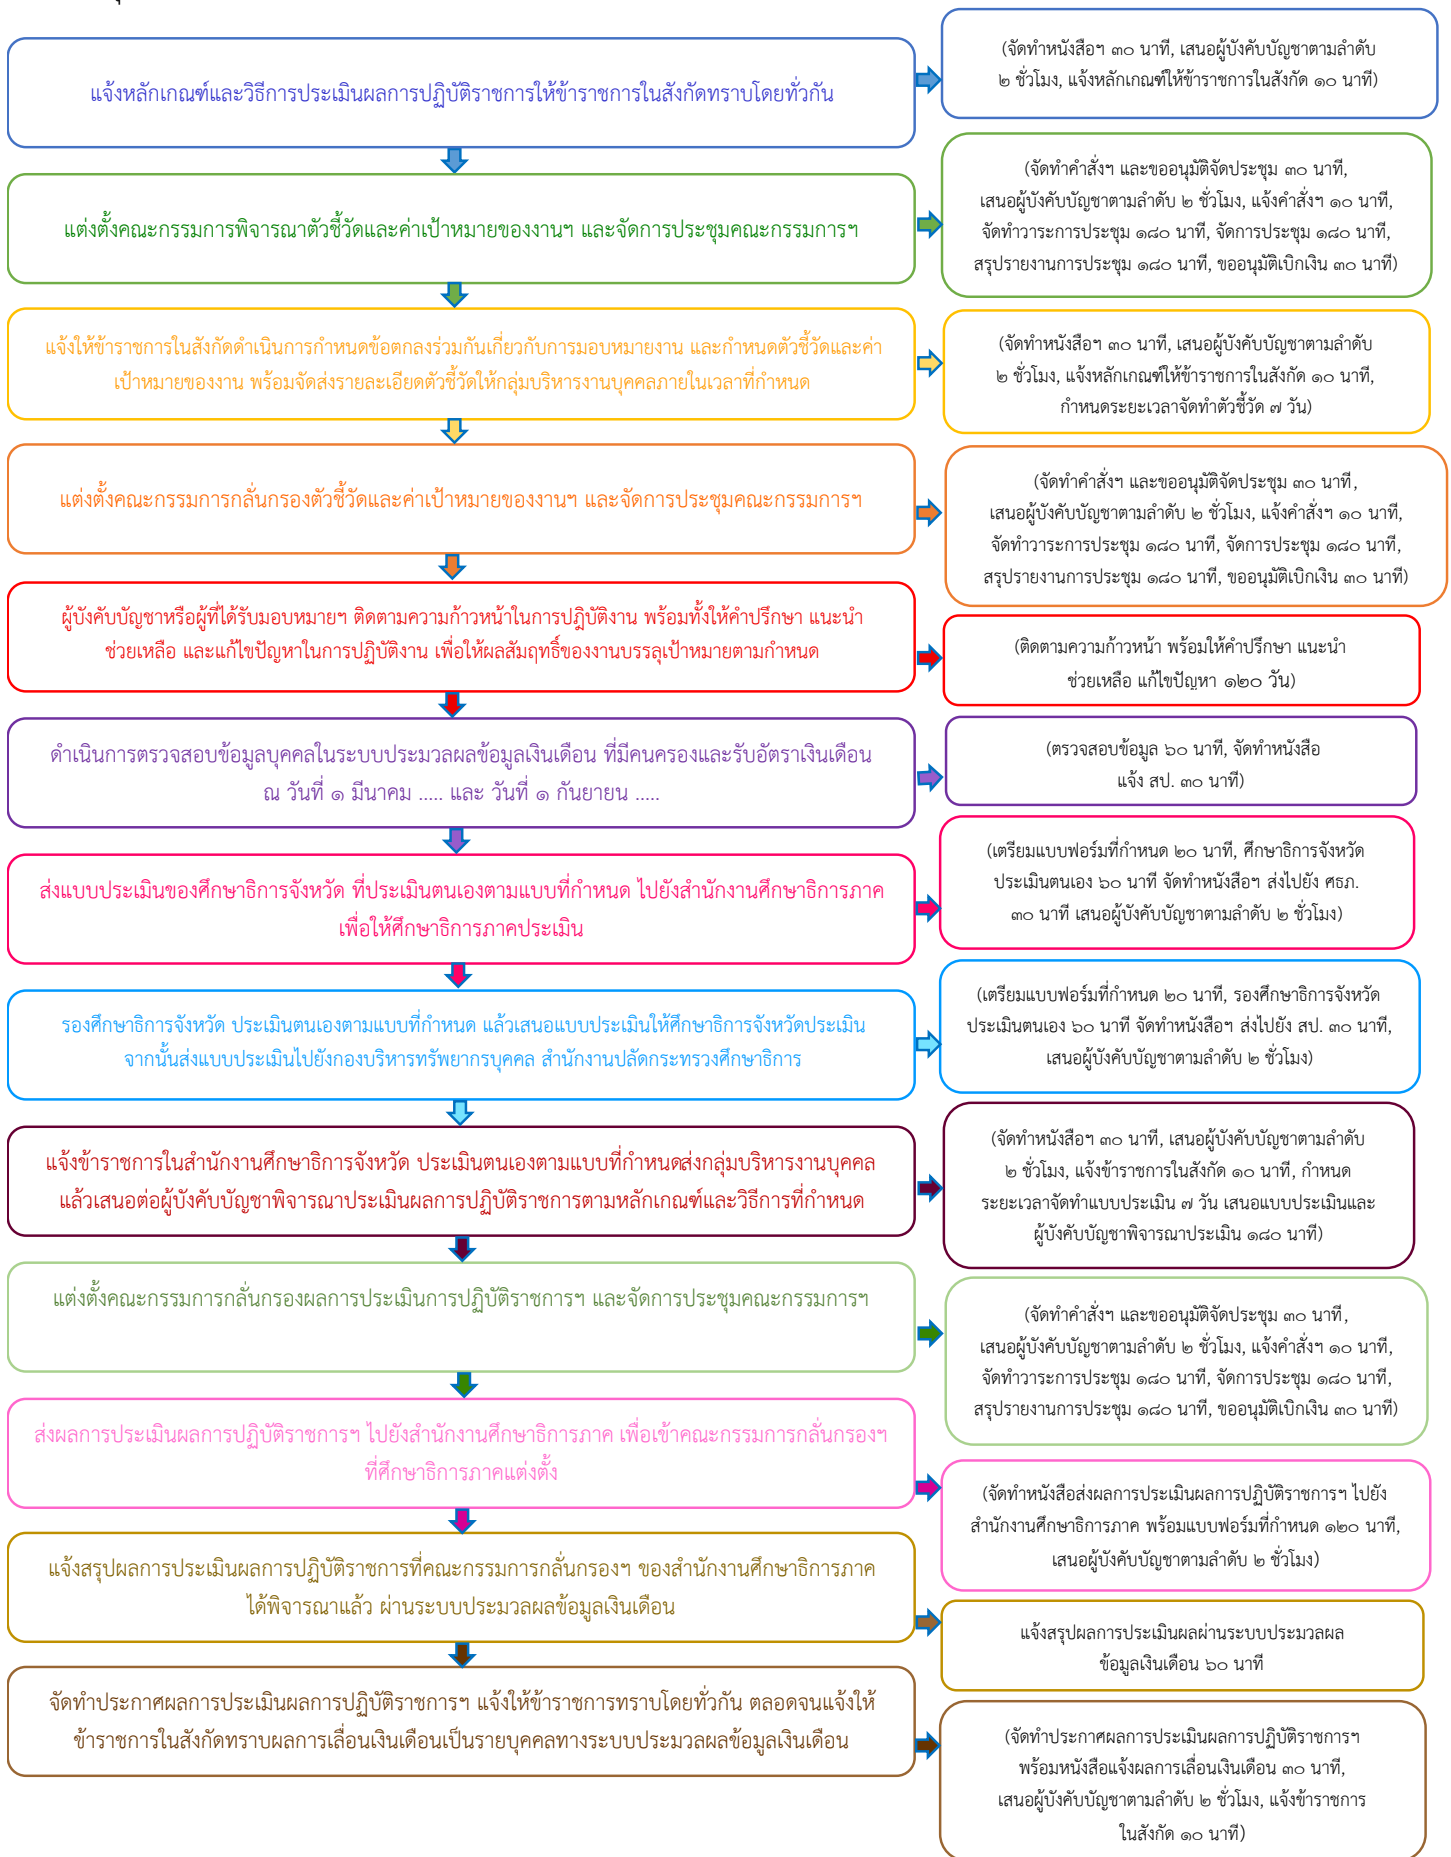 แจ้งหลักเกณฑ์และวิธีการประเมินผลการปฏิบัติราชการให้ข้าราชการในสังกัดทราบโดยทั่วกัน
(จัดทำหนังสือฯ ๓๐ นาที, เสนอผู้บังคับบัญชาตามลำดับ
๒ ชั่วโมง, แจ้งหลักเกณฑ์ให้ข้าราชการในสังกัด ๑๐ นาที)
แต่งตั้งคณะกรรมการพิจารณาตัวชี้วัดและค่าเป้าหมายของงานฯ และจัดการประชุมคณะกรรมการฯ
(จัดทำคำสั่งฯ และขออนุมัติจัดประชุม ๓๐ นาที,
เสนอผู้บังคับบัญชาตามลำดับ ๒ ชั่วโมง, แจ้งคำสั่งฯ ๑๐ นาที,
จัดทำวาระการประชุม ๑๘๐ นาที, จัดการประชุม ๑๘๐ นาที,
สรุปรายงานการประชุม ๑๘๐ นาที, ขออนุมัติเบิกเงิน ๓๐ นาที)
แจ้งให้ข้าราชการในสังกัดดำเนินการกำหนดข้อตกลงร่วมกันเกี่ยวกับการมอบหมายงาน และกำหนดตัวชี้วัดและค่า
เป้าหมายของงาน พร้อมจัดส่งรายละเอียดตัวชี้วัดให้กลุ่มบริหารงานบุคคลภายในเวลาที่กำหนด
(จัดทำหนังสือฯ ๓๐ นาที, เสนอผู้บังคับบัญชาตามลำดับ
๒ ชั่วโมง, แจ้งหลักเกณฑ์ให้ข้าราชการในสังกัด ๑๐ นาที,
กำหนดระยะเวลาจัดทำตัวชี้วัด ๗ วัน)
แต่งตั้งคณะกรรมการกลั่นกรองตัวชี้วัดและค่าเป้าหมายของงานฯ และจัดการประชุมคณะกรรมการฯ
(จัดทำคำสั่งฯ และขออนุมัติจัดประชุม ๓๐ นาที,
เสนอผู้บังคับบัญชาตามลำดับ ๒ ชั่วโมง, แจ้งคำสั่งฯ ๑๐ นาที,
จัดทำวาระการประชุม ๑๘๐ นาที, จัดการประชุม ๑๘๐ นาที,
สรุปรายงานการประชุม ๑๘๐ นาที, ขออนุมัติเบิกเงิน ๓๐ นาที)
ผู้บังคับบัญชาหรือผู้ที่ได้รับมอบหมายฯ ติดตามความก้าวหน้าในการปฏิบัติงาน พร้อมทั้งให้คำปรึกษา แนะนำ
ช่วยเหลือ และแก้ไขปัญหาในการปฏิบัติงาน เพื่อให้ผลสัมฤทธิ์ของงานบรรลุเป้าหมายตามกำหนด
(ติดตามความก้าวหน้า พร้อมให้คำปรึกษา แนะนำ
ช่วยเหลือ แก้ไขปัญหา ๑๒๐ วัน)
ดำเนินการตรวจสอบข้อมูลบุคคลในระบบประมวลผลข้อมูลเงินเดือน ที่มีคนครองและรับอัตราเงินเดือน
ณ วันที่ ๑ มีนาคม ..... และ วันที่ ๑ กันยายน .....
(ตรวจสอบข้อมูล ๖๐ นาที, จัดทำหนังสือ
แจ้ง สป. ๓๐ นาที)
ส่งแบบประเมินของศึกษาธิการจังหวัด ที่ประเมินตนเองตามแบบที่กำหนด ไปยังสำนักงานศึกษาธิการภาค
เพื่อให้ศึกษาธิการภาคประเมิน
(เตรียมแบบฟอร์มที่กำหนด ๒๐ นาที, ศึกษาธิการจังหวัด
ประเมินตนเอง ๖๐ นาที จัดทำหนังสือฯ ส่งไปยัง ศธภ.
๓๐ นาที เสนอผู้บังคับบัญชาตามลำดับ ๒ ชั่วโมง)
รองศึกษาธิการจังหวัด ประเมินตนเองตามแบบที่กำหนด แล้วเสนอแบบประเมินให้ศึกษาธิการจังหวัดประเมิน
จากนั้นส่งแบบประเมินไปยังกองบริหารทรัพยากรบุคคล สำนักงานปลัดกระทรวงศึกษาธิการ
(เตรียมแบบฟอร์มที่กำหนด ๒๐ นาที, รองศึกษาธิการจังหวัด
ประเมินตนเอง ๖๐ นาที จัดทำหนังสือฯ ส่งไปยัง สป. ๓๐ นาที,
เสนอผู้บังคับบัญชาตามลำดับ ๒ ชั่วโมง)
แจ้งข้าราชการในสำนักงานศึกษาธิการจังหวัด ประเมินตนเองตามแบบที่กำหนดส่งกลุ่มบริหารงานบุคคล
แล้วเสนอต่อผู้บังคับบัญชาพิจารณาประเมินผลการปฏิบัติราชการตามหลักเกณฑ์และวิธีการที่กำหนด
(จัดทำหนังสือฯ ๓๐ นาที, เสนอผู้บังคับบัญชาตามลำดับ
๒ ชั่วโมง, แจ้งข้าราชการในสังกัด ๑๐ นาที, กำหนด
ระยะเวลาจัดทำแบบประเมิน ๗ วัน เสนอแบบประเมินและ
ผู้บังคับบัญชาพิจารณาประเมิน ๑๘๐ นาที)
แต่งตั้งคณะกรรมการกลั่นกรองผลการประเมินการปฏิบัติราชการฯ และจัดการประชุมคณะกรรมการฯ
(จัดทำคำสั่งฯ และขออนุมัติจัดประชุม ๓๐ นาที,
เสนอผู้บังคับบัญชาตามลำดับ ๒ ชั่วโมง, แจ้งคำสั่งฯ ๑๐ นาที,
จัดทำวาระการประชุม ๑๘๐ นาที, จัดการประชุม ๑๘๐ นาที,
สรุปรายงานการประชุม ๑๘๐ นาที, ขออนุมัติเบิกเงิน ๓๐ นาที)
ส่งผลการประเมินผลการปฏิบัติราชการฯ ไปยังสำนักงานศึกษาธิการภาค เพื่อเข้าคณะกรรมการกลั่นกรองฯ
ที่ศึกษาธิการภาคแต่งตั้ง
(จัดทำหนังสือส่งผลการประเมินผลการปฏิบัติราชการฯ ไปยัง
สำนักงานศึกษาธิการภาค พร้อมแบบฟอร์มที่กำหนด ๑๒๐ นาที,
เสนอผู้บังคับบัญชาตามลำดับ ๒ ชั่วโมง)
แจ้งสรุปผลการประเมินผลการปฏิบัติราชการที่คณะกรรมการกลั่นกรองฯ ของสำนักงานศึกษาธิการภาค
ได้พิจารณาแล้ว ผ่านระบบประมวลผลข้อมูลเงินเดือน
แจ้งสรุปผลการประเมินผลผ่านระบบประมวลผล
ข้อมูลเงินเดือน ๖๐ นาที
จัดทำประกาศผลการประเมินผลการปฏิบัติราชการฯ แจ้งให้ข้าราชการทราบโดยทั่วกัน ตลอดจนแจ้งให้
ข้าราชการในสังกัดทราบผลการเลื่อนเงินเดือนเป็นรายบุคคลทางระบบประมวลผลข้อมูลเงินเดือน
(จัดทำประกาศผลการประเมินผลการปฏิบัติราชการฯ
พร้อมหนังสือแจ้งผลการเลื่อนเงินเดือน ๓๐ นาที,
เสนอผู้บังคับบัญชาตามลำดับ ๒ ชั่วโมง, แจ้งข้าราชการ
ในสังกัด ๑๐ นาที)